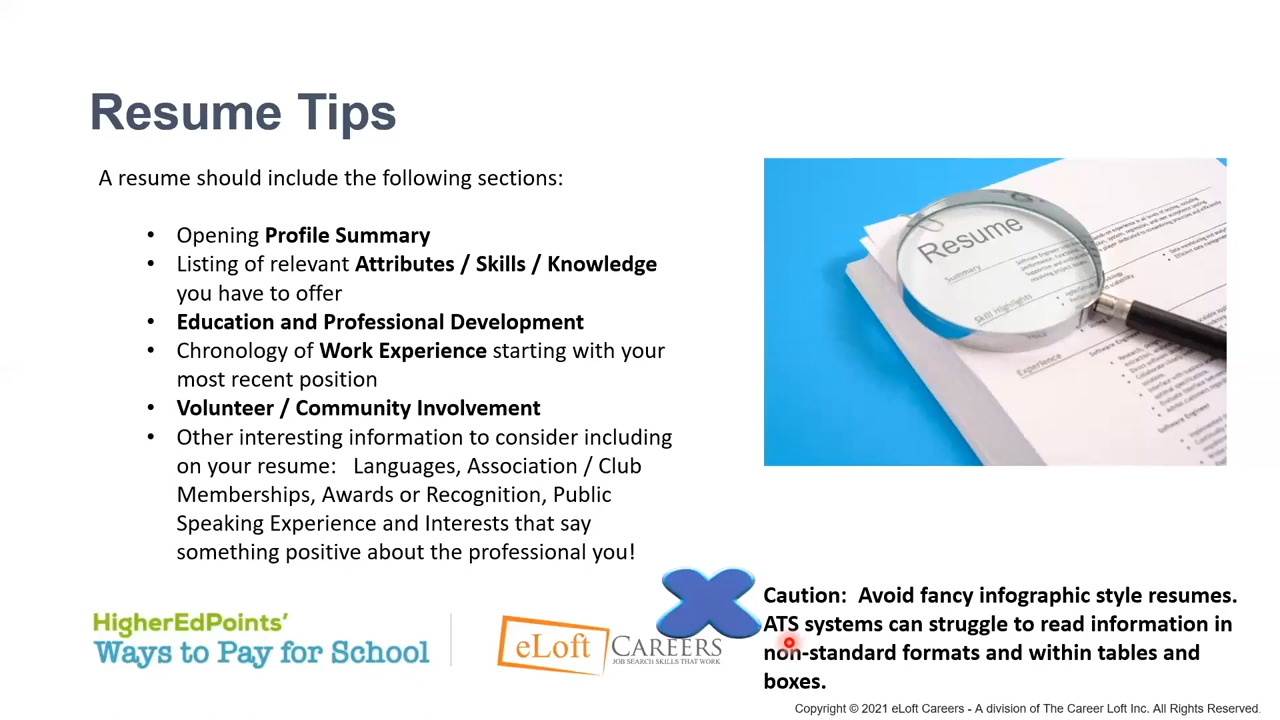 Resume Tips
A resume should include the following sections:
• Opening Profile Summary
• Listing of relevant Attributes / Skills / Knowledge
you have to offer
• Education and Professional Development
• Chronology of Work Experience starting with your
most recent position
• Volunteer / Community Involvement
• Other interesting information to consider including
on your resume:   Languages, Association / Club
Memberships, Awards or Recognition, Public
Speaking Experience and Interests that say
something positive about the professional you!
Resume
Summary
Skill Highlights
Experience
Software Engineer
HigherEdPoints'
Ways to Pay for School
eLoft CAREERS
JOB SEARCH SKILLS THAT WORK
Caution:  Avoid fancy infographic style resumes.
ATS systems can struggle to read information in
non-standard formats and within tables and
boxes.
Copyright © 2021 eLoft Careers - A division of The Career Loft Inc. All Rights Reserved.